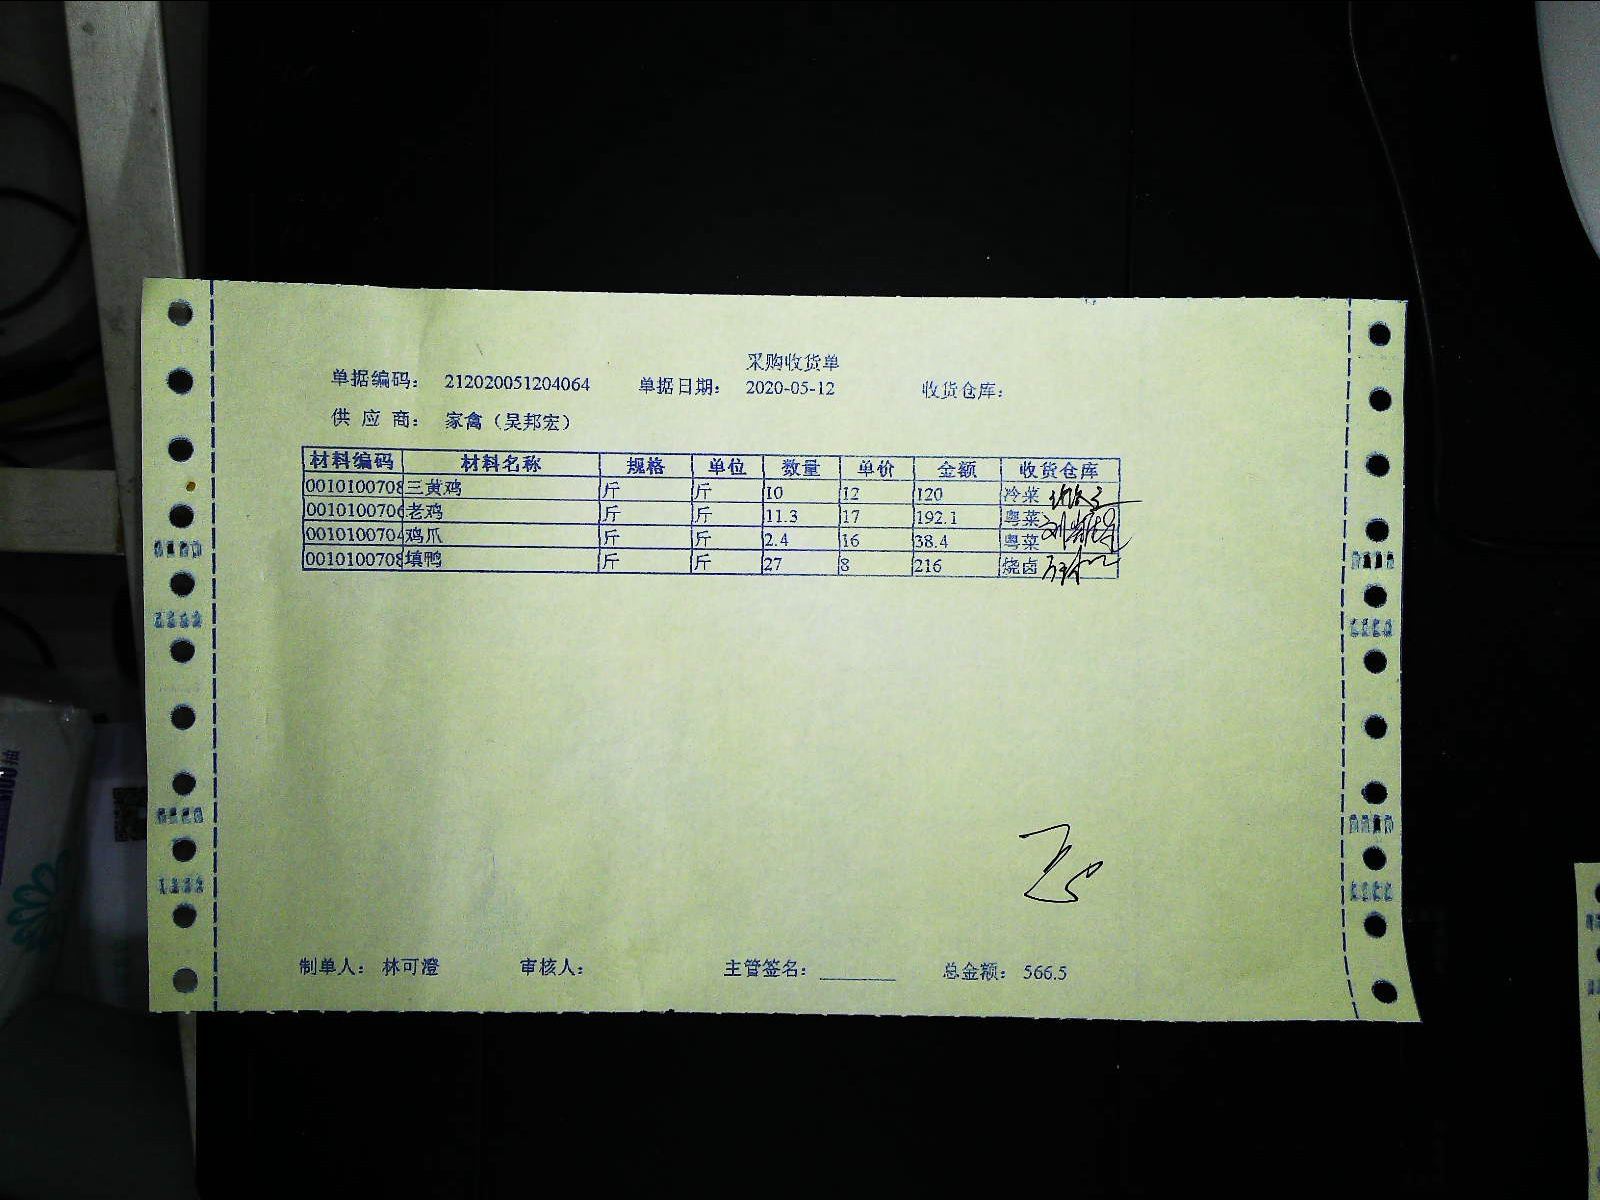 采购收货单
单据编码： 212020051204064 单据日期： 2020-05-12 收货仓库：
供 应 商： 家禽（吴邦宏）
材料编码 材料名称 规格 单位 数量 单价 金额 收货仓库
0010100708 三黄鸡 斤 斤 10 12 120 冷菜
0010100706 老鸡 斤 斤 11.3 17 192.1 粤菜
0010100704 鸡爪 斤 斤 2.4 16 38.4 粤菜
0010100708 填鸭 斤 斤 27 8 216 烧卤
制单人： 林可澄 审核人： 主管签名： 总金额： 566.5